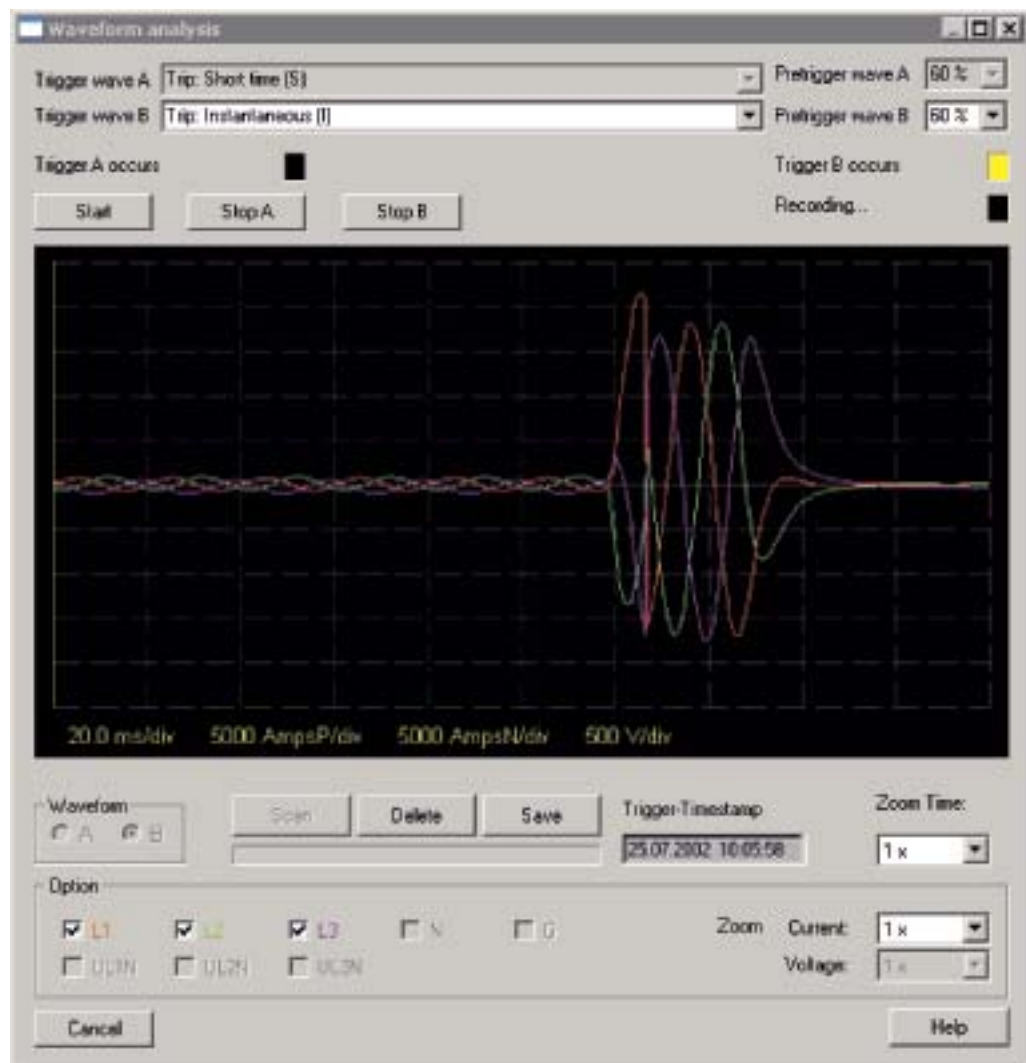 Waveform analysis
Trigger wave A Trip: Short time (S) Pretrigger wave A 60 %
Trigger wave B Trip: Instantaneous (I) Pretrigger wave B 60 %
Trigger A occurs Trigger B occurs
Start Stop A Stop B Recording...
20.0 ms/div 5000 AmpsP/div 5000 AmpsN/div 500 V/div
Waveform
A B
Scan Delete Save
Trigger-Timestamp
25.07.2002 10:05:58
Zoom Time:
1 x
Option
L1 L2 L3 N G Zoom Current: 1 x
UL1N UL2N UL3N Voltage: 1 x
Cancel Help